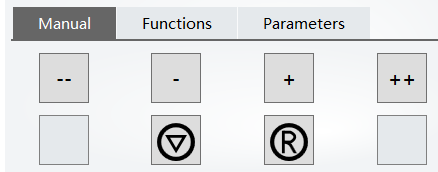 Manual Functions Parameters
-- - + ++
R